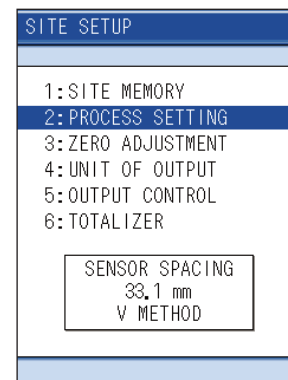 SITE SETUP
1:SITE MEMORY
2:PROCESS SETTING
3:ZERO ADJUSTMENT
4:UNIT OF OUTPUT
5:OUTPUT CONTROL
6:TOTALIZER
SENSOR SPACING
33.1 mm
V METHOD